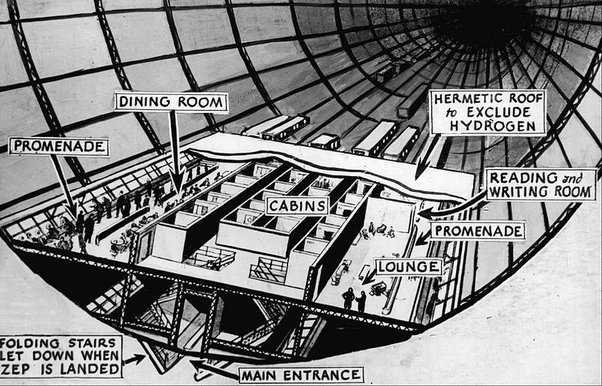 DINING ROOM
PROMENADE
HERMETIC ROOF
to EXCLUDE
HYDROGEN
READING and
WRITING ROOM
CABINS
PROMENADE
LOUNGE
FOLDING STAIRS
LET DOWN WHEN
ZEP IS LANDED
MAIN ENTRANCE